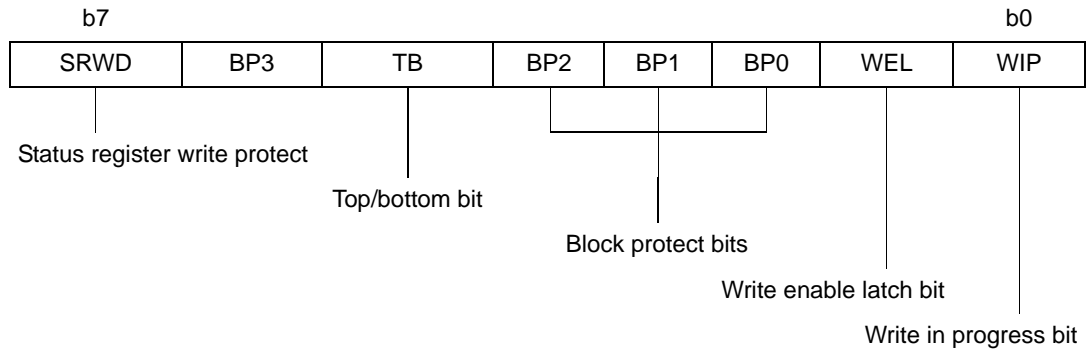 b7 b0
SRWD BP3 TB BP2 BP1 BP0 WEL WIP
Status register write protect
Top/bottom bit
Block protect bits
Write enable latch bit
Write in progress bit